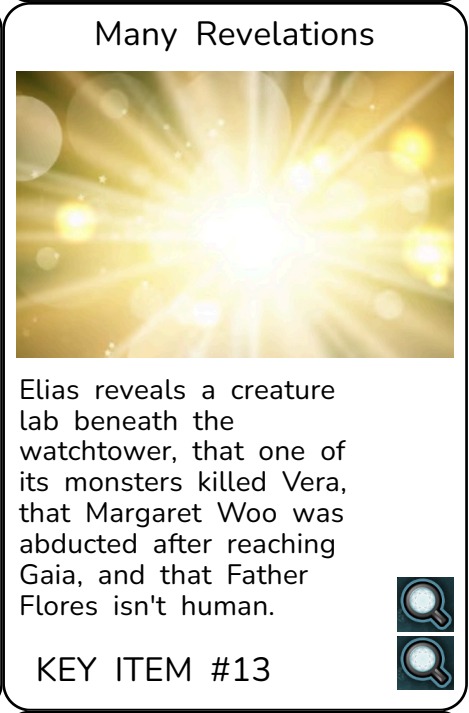 Many Revelations
Elias reveals a creature
lab beneath the
watchtower, that one of
its monsters killed Vera,
that Margaret Woo was
abducted after reaching
Gaia, and that Father
Flores isn't human.
KEY ITEM #13